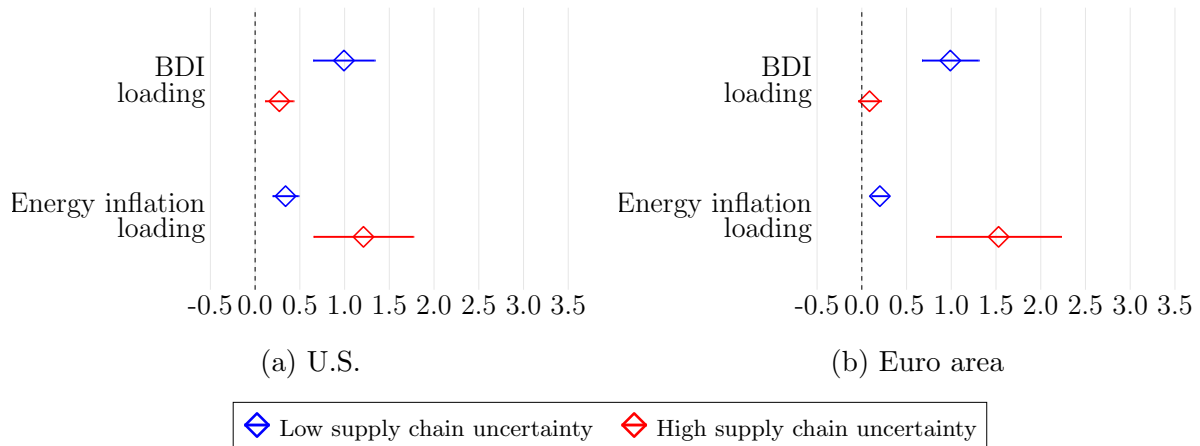 BDI
loading
Energy inflation
loading
-0.5 0.0 0.5 1.0 1.5 2.0 2.5 3.0 3.5
(a) U.S.
BDI
loading
Energy inflation
loading
-0.5 0.0 0.5 1.0 1.5 2.0 2.5 3.0 3.5
(b) Euro area
Low supply chain uncertainty High supply chain uncertainty